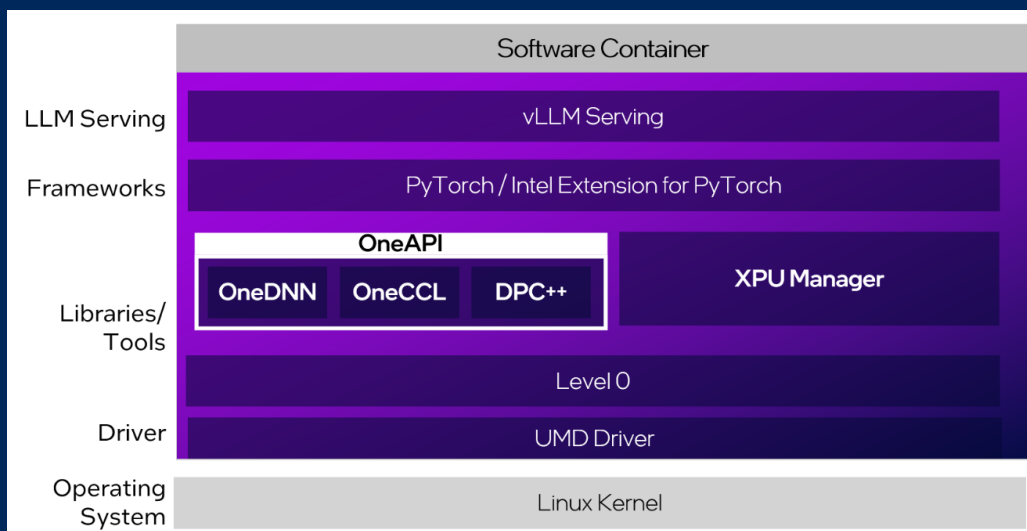 Software Container
LLM Serving
vLLM Serving
Frameworks
PyTorch / Intel Extension for PyTorch
OneAPI
OneDNN
OneCCL
DPC++
XPU Manager
Libraries/
Tools
Level 0
Driver
UMD Driver
Operating
System
Linux Kernel